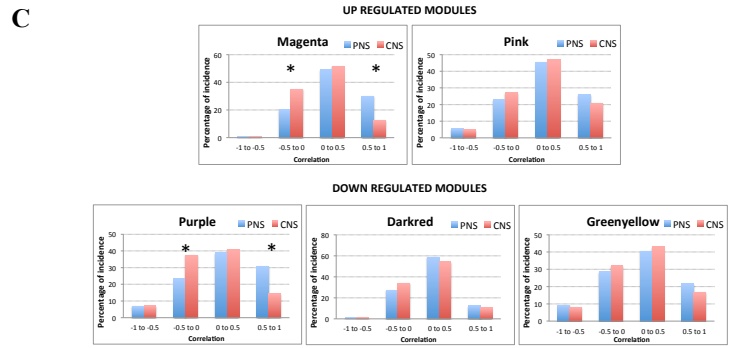 C
UP REGULATED MODULES
Magenta
PNS CNS
Percentage of incidence
60
40
20
0
* *
-1 to -0.5 -0.5 to 0 0 to 0.5 0.5 to 1
Correlation
Pink
PNS CNS
Percentage of incidence
50
40
30
20
10
0
-1 to -0.5 -0.5 to 0 0 to 0.5 0.5 to 1
Correlation
DOWN REGULATED MODULES
Purple
PNS CNS
Percentage of incidence
50
40
30
20
10
0
* *
-1 to -0.5 -0.5 to 0 0 to 0.5 0.5 to 1
Correlation
Darkred
PNS CNS
Percentage of incidence
80
60
40
20
0
-1 to -0.5 -0.5 to 0 0 to 0.5 0.5 to 1
Correlation
Greenyellow
PNS CNS
Percentage of incidence
50
40
30
20
10
0
-1 to -0.5 -0.5 to 0 0 to 0.5 0.5 to 1
Correlation